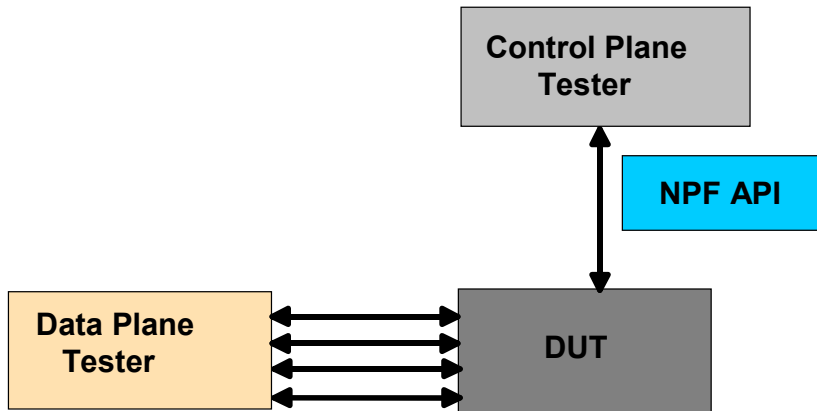 Control Plane
Tester
NPF API
Data Plane
Tester
DUT